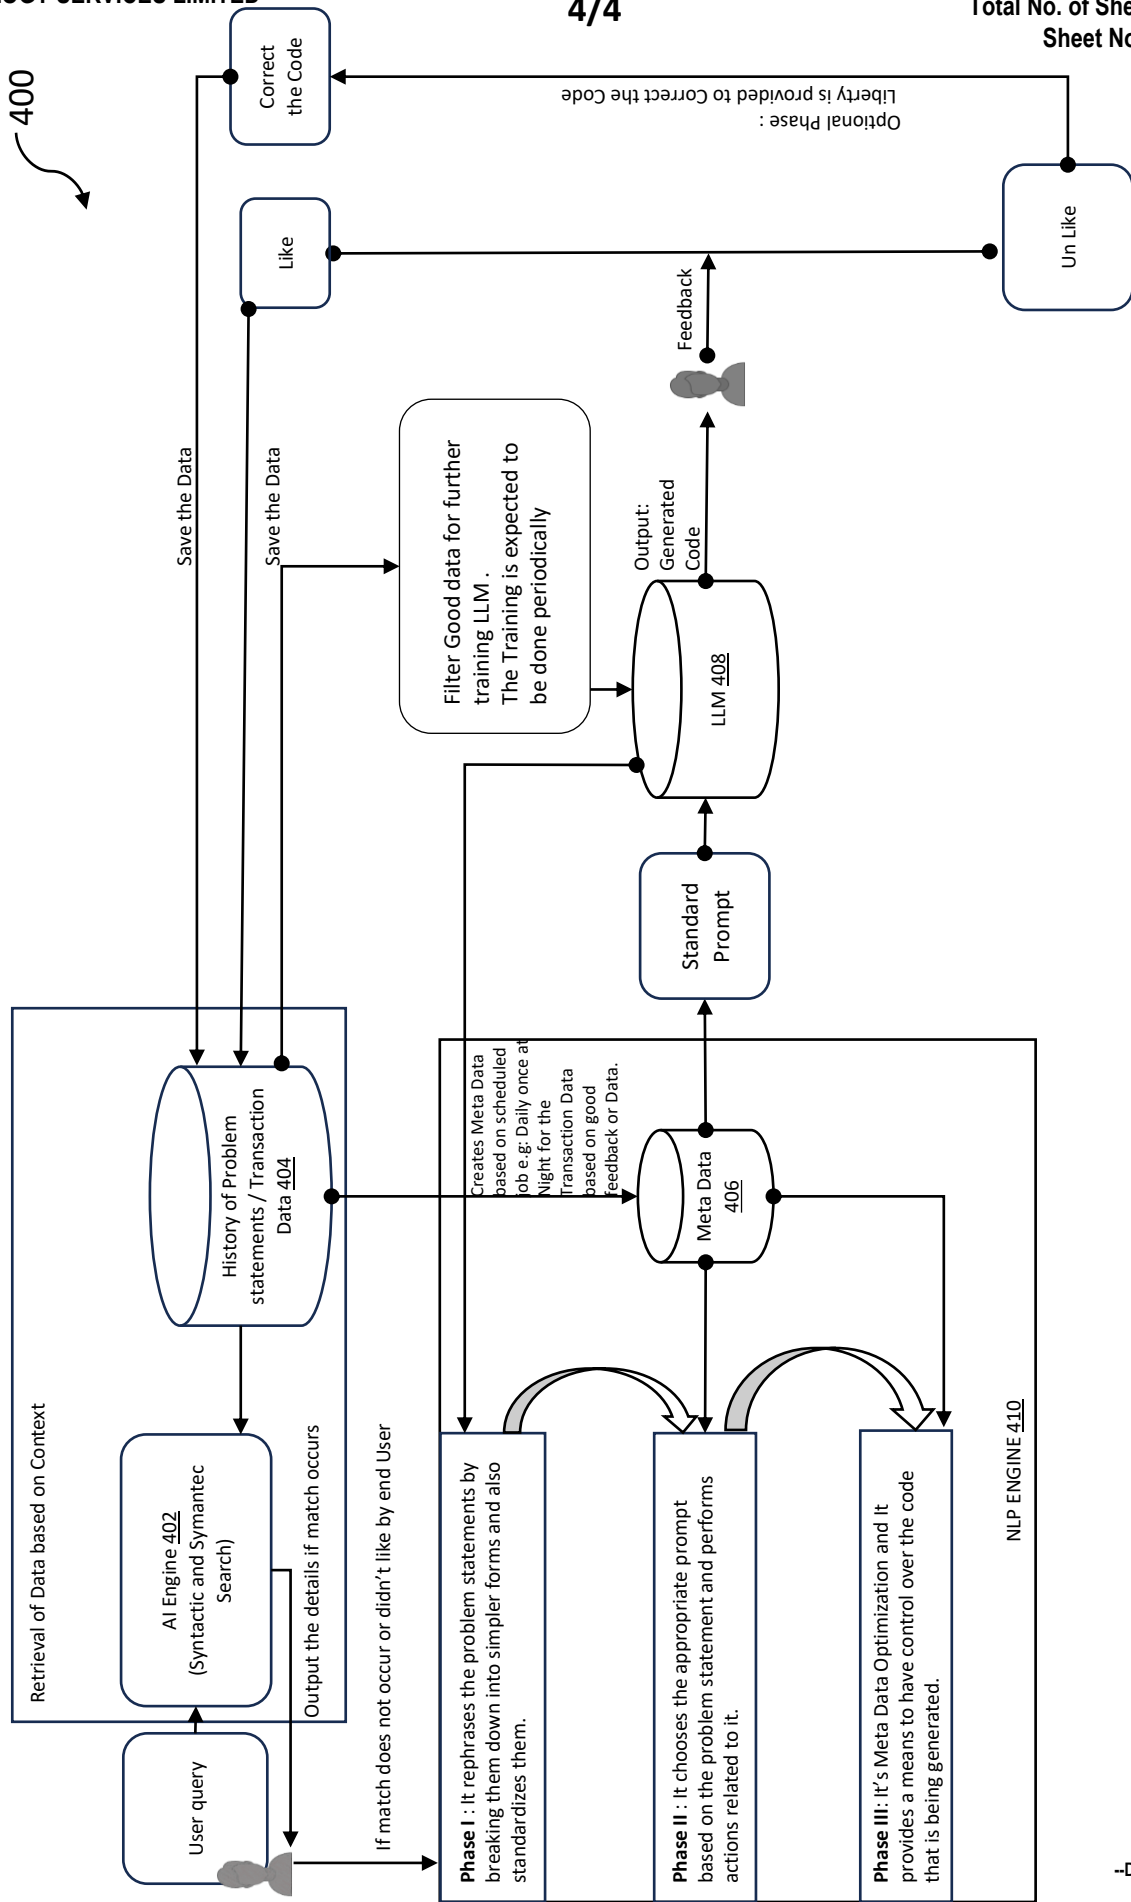 SERVICES LIMITED
4/4
Total No. of She
Sheet No
400
Retrieval of Data based on Context
User query
AI Engine 402
(Syntactic and Symantec
Search)
Output the details if match occurs
If match does not occur or didn't like by end User
History of Problem
statements / Transaction
Data 404
Save the Data
Save the Data
Correct
the Code
Like
Optional Phase :
Liberty is provided to Correct the Code
Un Like
Feedback
Filter Good data for further
training LLM .
The Training is expected to
be done periodically
Output:
Generated
Code
LLM 408
Standard
Prompt
Creates Meta Data
based on scheduled
job e.g: Daily once at
Night for the
Transaction Data
based on good
feedback or Data.
Meta Data
406
Phase I : It rephrases the problem statements by
breaking them down into simpler forms and also
standardizes them.
Phase II : It chooses the appropriate prompt
based on the problem statement and performs
actions related to it.
Phase III: It's Meta Data Optimization and It
provides a means to have control over the code
that is being generated.
NLP ENGINE 410